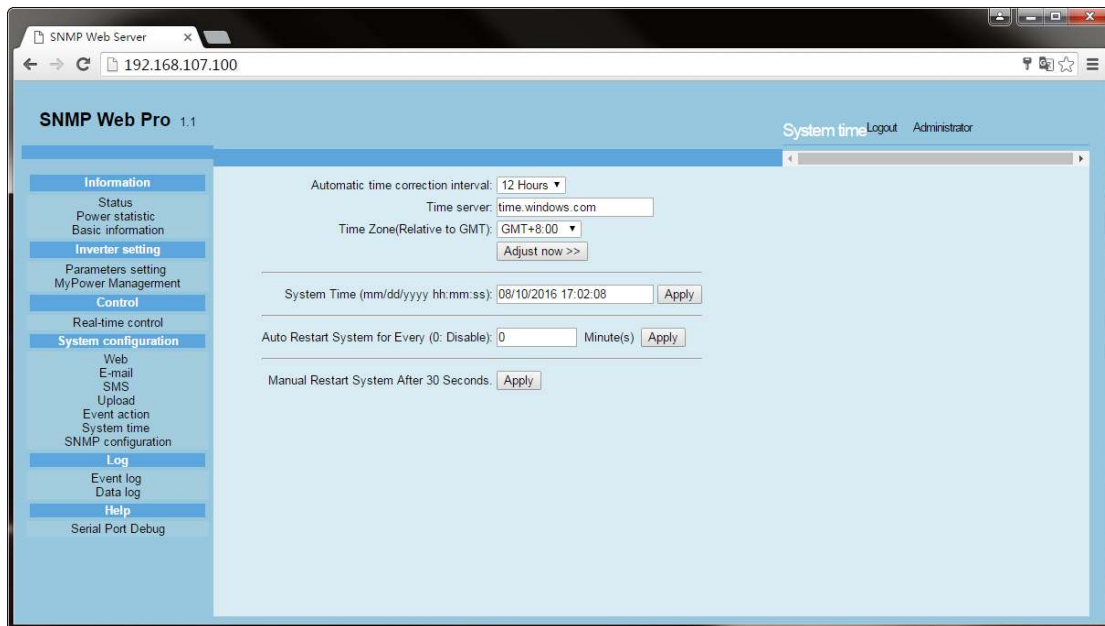 SNMP Web Server
192.168.107.100
SNMP Web Pro 1.1
System time Logout Administrator
Information
Status
Power statistic
Basic information
Inverter setting
Parameters setting
MyPower Managerment
Control
Real-time control
System configuration
Web
E-mail
SMS
Upload
Event action
System time
SNMP configuration
Log
Event log
Data log
Help
Serial Port Debug
Automatic time correction interval: 12 Hours
Time server: time.windows.com
Time Zone(Relative to GMT): GMT+8:00
Adjust now >>
System Time (mm/dd/yyyy hh:mm:ss): 08/10/2016 17:02:08 Apply
Auto Restart System for Every (0: Disable): 0 Minute(s) Apply
Manual Restart System After 30 Seconds. Apply